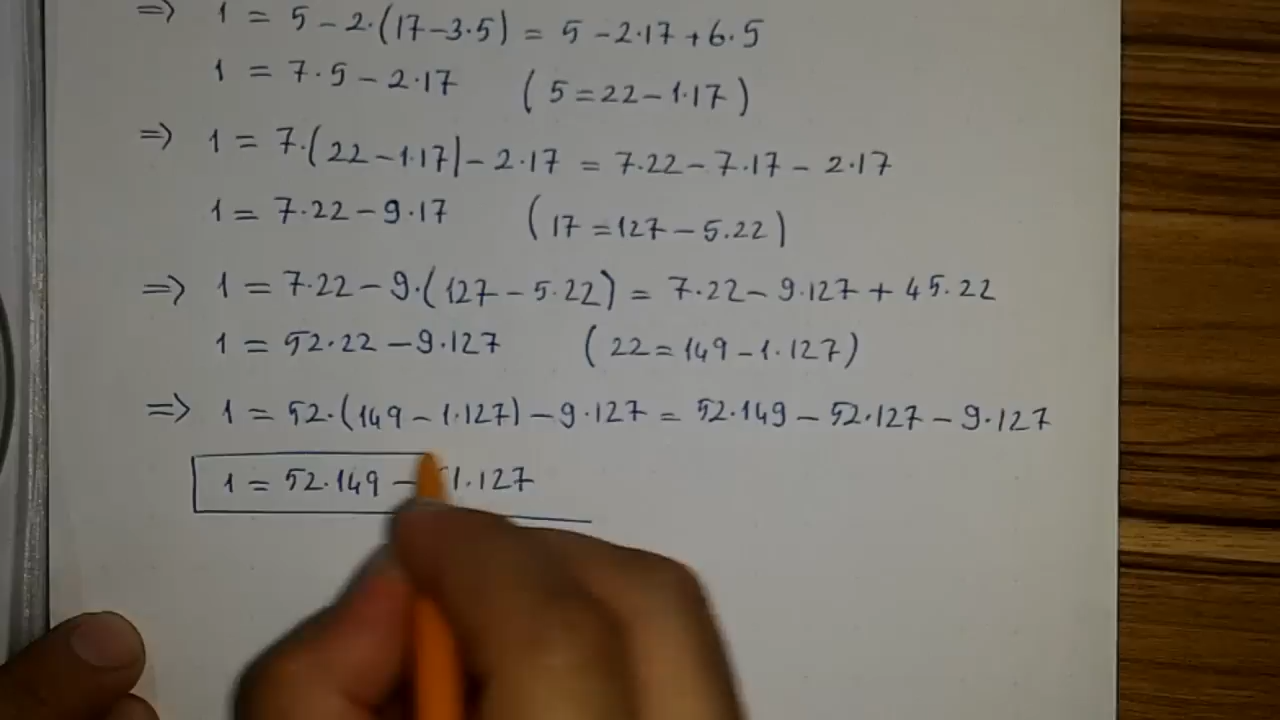 => 1 = 5 - 2.(17-3.5) = 5 - 2.17 + 6.5
1 = 7.5 - 2.17 (5 = 22 - 1.17)
=> 1 = 7.(22 - 1.17) - 2.17 = 7.22 - 7.17 - 2.17
1 = 7.22 - 9.17 (17 = 127 - 5.22)
=> 1 = 7.22 - 9.(127 - 5.22) = 7.22 - 9.127 + 45.22
1 = 52.22 - 9.127 (22 = 149 - 1.127)
=> 1 = 52.(149 - 1.127) - 9.127 = 52.149 - 52.127 - 9.127
1 = 52.149 - 1.127